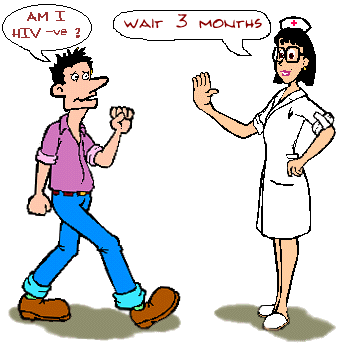 AM I
HIV -ve ?
WAIT 3 MONTHS